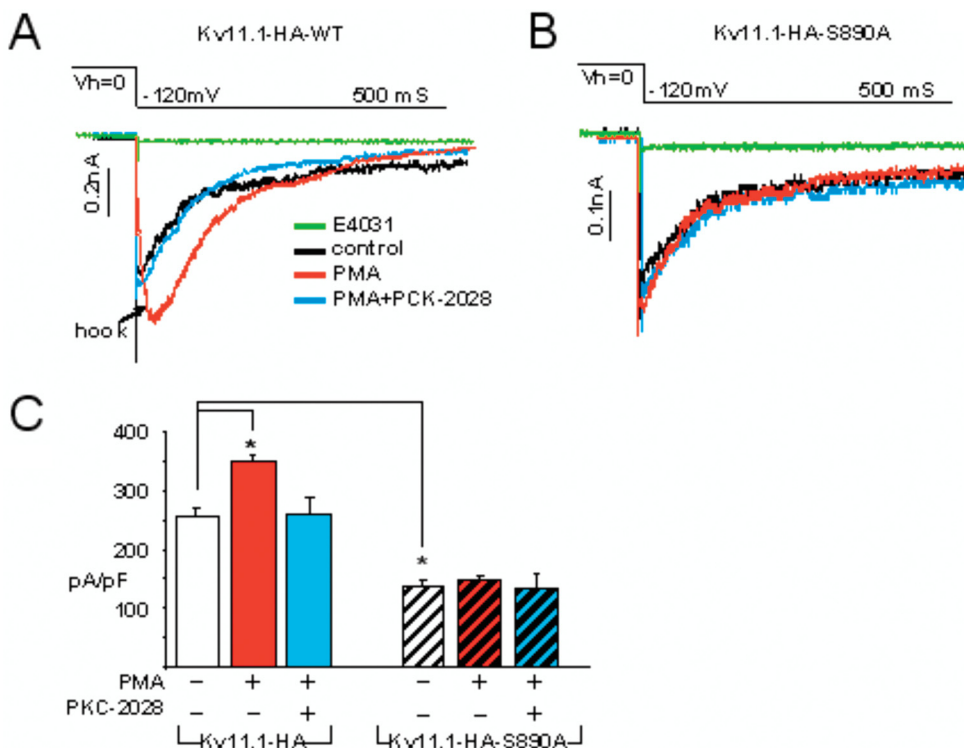 A
Kv11.1-HA-WT
Vh=0
-120mV
500 mS
0.2nA
E4031
control
PMA
PMA+PCK-2028
hook
B
Kv11.1-HA-S890A
Vh=0
-120mV
500 mS
0.1nA
C
400
300
200
100
pA/pF
*
*
PMA − + + − + +
PKC-2028 − − + − − +
Kv11.1-HA
Kv11.1-HA-S890A